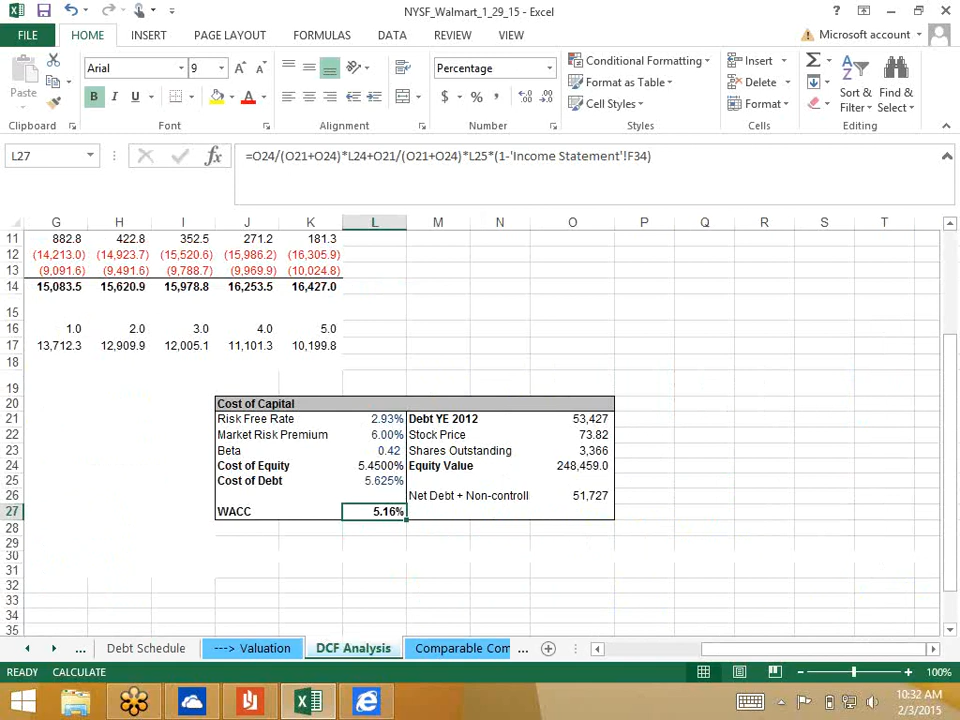 NYSF_Walmart_1_29_15 - Excel
FILE HOME INSERT PAGE LAYOUT FORMULAS DATA REVIEW VIEW Microsoft account
Paste Arial 9 A A Percentage Conditional Formatting Insert Σ A Z
B I U A $ % , Format as Table Delete Sort & Find &
Cell Styles Format Filter Select
Clipboard Font Alignment Number Styles Cells Editing
L27 fx =O24/(O21+O24)*L24+O21/(O21+O24)*L25*(1-'Income Statement'!F34)
G H I J K L M N O P Q R S T
11 882.8 422.8 352.5 271.2 181.3
12 (14,213.0) (14,923.7) (15,520.6) (15,986.2) (16,305.9)
13 (9,091.6) (9,491.6) (9,788.7) (9,969.9) (10,024.8)
14 15,083.5 15,620.9 15,978.8 16,253.5 16,427.0
15
16 1.0 2.0 3.0 4.0 5.0
17 13,712.3 12,909.9 12,005.1 11,101.3 10,199.8
18
19
20 Cost of Capital
21 Risk Free Rate 2.93% Debt YE 2012 53,427
22 Market Risk Premium 6.00% Stock Price 73.82
23 Beta 0.42 Shares Outstanding 3,366
24 Cost of Equity 5.4500% Equity Value 248,459.0
25 Cost of Debt 5.625%
26 Net Debt + Non-controll 51,727
27 WACC 5.16%
28
29
30
31
32
33
34
35
... Debt Schedule ---> Valuation DCF Analysis Comparable Com ...
READY CALCULATE 100%
10:32 AM
2/3/2015